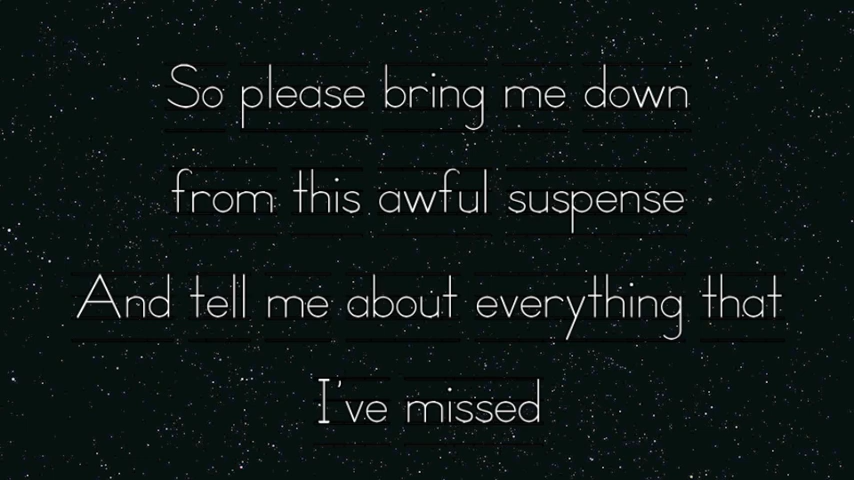 So please bring me down
from this awful suspense
And tell me about everything that
I've missed